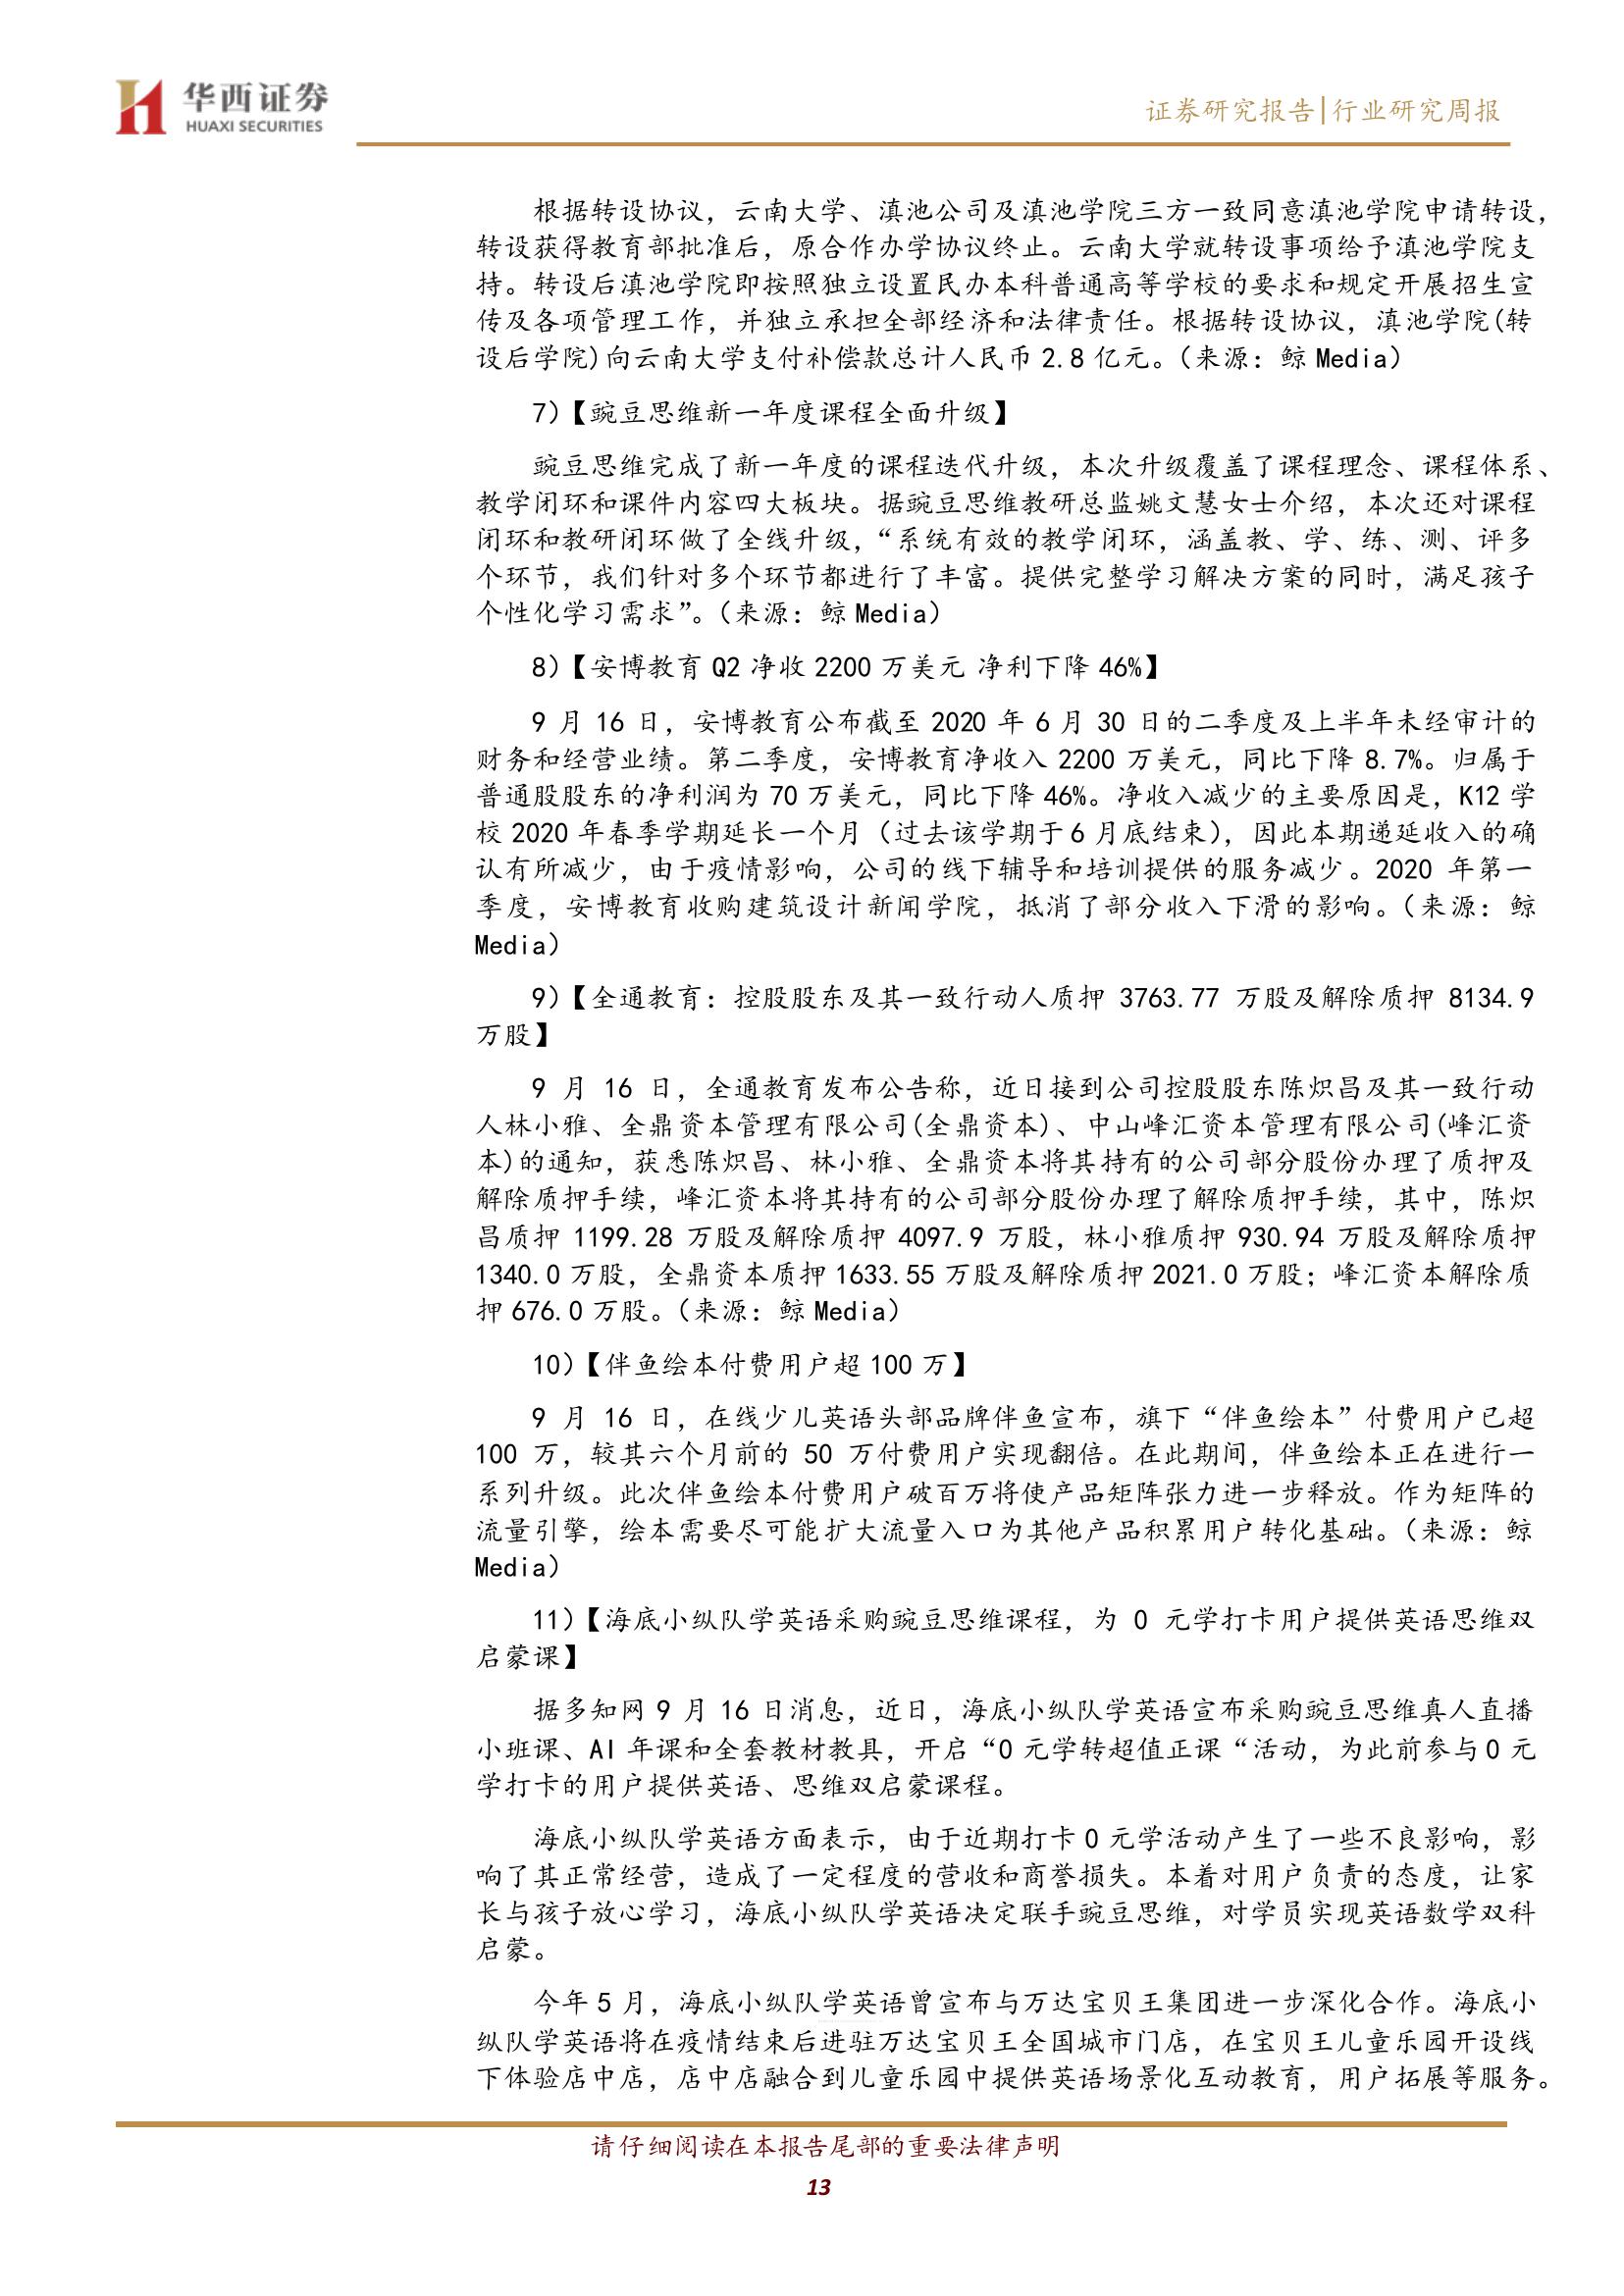 华西证券
HUAXI SECURITIES
证券研究报告|行业研究周报
根据转设协议，云南大学、滇池公司及滇池学院三方一致同意滇池学院申请转设，
转设获得教育部批准后，原合作办学协议终止。云南大学就转设事项给予滇池学院支
持。转设后滇池学院即按照独立设置民办本科普通高等学校的要求和规定开展招生宣
传及各项管理工作，并独立承担全部经济和法律责任。根据转设协议，滇池学院(转
设后学院)向云南大学支付补偿款总计人民币 2.8 亿元。（来源：鲸 Media）
7）【豌豆思维新一年度课程全面升级】
豌豆思维完成了新一年度的课程迭代升级，本次升级覆盖了课程理念、课程体系、
教学闭环和课件内容四大板块。据豌豆思维教研总监姚文慧女士介绍，本次还对课程
闭环和教研闭环做了全线升级，“系统有效的教学闭环，涵盖教、学、练、测、评多
个环节，我们针对多个环节都进行了丰富。提供完整学习解决方案的同时，满足孩子
个性化学习需求”。（来源：鲸 Media）
8）【安博教育 Q2 净收 2200 万美元 净利下降 46%】
9 月 16 日，安博教育公布截至 2020 年 6 月 30 日的二季度及上半年未经审计的
财务和经营业绩。第二季度，安博教育净收入 2200 万美元，同比下降 8.7%。归属于
普通股股东的净利润为 70 万美元，同比下降 46%。净收入减少的主要原因是，K12 学
校 2020 年春季学期延长一个月（过去该学期于 6 月底结束），因此本期递延收入的确
认有所减少，由于疫情影响，公司的线下辅导和培训提供的服务减少。2020 年第一
季度，安博教育收购建筑设计新闻学院，抵消了部分收入下滑的影响。（来源：鲸
Media）
9）【全通教育：控股股东及其一致行动人质押 3763.77 万股及解除质押 8134.9
万股】
9 月 16 日，全通教育发布公告称，近日接到公司控股股东陈炽昌及其一致行动
人林小雅、全鼎资本管理有限公司(全鼎资本)、中山峰汇资本管理有限公司(峰汇资
本)的通知，获悉陈炽昌、林小雅、全鼎资本将其持有的公司部分股份办理了质押及
解除质押手续，峰汇资本将其持有的公司部分股份办理了解除质押手续，其中，陈炽
昌质押 1199.28 万股及解除质押 4097.9 万股，林小雅质押 930.94 万股及解除质押
1340.0 万股，全鼎资本质押 1633.55 万股及解除质押 2021.0 万股；峰汇资本解除质
押 676.0 万股。（来源：鲸 Media）
10）【伴鱼绘本付费用户超 100 万】
9 月 16 日，在线少儿英语头部品牌伴鱼宣布，旗下“伴鱼绘本”付费用户已超
100 万，较其六个月前的 50 万付费用户实现翻倍。在此期间，伴鱼绘本正在进行一
系列升级。此次伴鱼绘本付费用户破百万将使产品矩阵张力进一步释放。作为矩阵的
流量引擎，绘本需要尽可能扩大流量入口为其他产品积累用户转化基础。（来源：鲸
Media）
11）【海底小纵队学英语采购豌豆思维课程，为 0 元学打卡用户提供英语思维双
启蒙课】
据多知网 9 月 16 日消息，近日，海底小纵队学英语宣布采购豌豆思维真人直播
小班课、AI 年课和全套教材教具，开启“0 元学转超值正课“活动，为此前参与 0 元
学打卡的用户提供英语、思维双启蒙课程。
海底小纵队学英语方面表示，由于近期打卡 0 元学活动产生了一些不良影响，影
响了其正常经营，造成了一定程度的营收和商誉损失。本着对用户负责的态度，让家
长与孩子放心学习，海底小纵队学英语决定联手豌豆思维，对学员实现英语数学双科
启蒙。
今年 5 月，海底小纵队学英语曾宣布与万达宝贝王集团进一步深化合作。海底小
纵队学英语将在疫情结束后进驻万达宝贝王全国城市门店，在宝贝王儿童乐园开设线
下体验店中店，店中店融合到儿童乐园中提供英语场景化互动教育，用户拓展等服务。
请仔细阅读在本报告尾部的重要法律声明
13